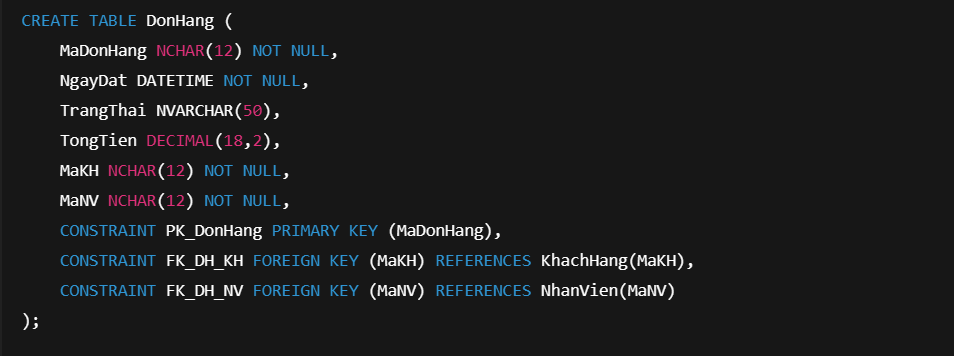 CREATE TABLE DonHang (
    MaDonHang NCHAR(12) NOT NULL,
    NgayDat DATETIME NOT NULL,
    TrangThai NVARCHAR(50),
    TongTien DECIMAL(18,2),
    MaKH NCHAR(12) NOT NULL,
    MaNV NCHAR(12) NOT NULL,
    CONSTRAINT PK_DonHang PRIMARY KEY (MaDonHang),
    CONSTRAINT FK_DH_KH FOREIGN KEY (MaKH) REFERENCES KhachHang(MaKH),
    CONSTRAINT FK_DH_NV FOREIGN KEY (MaNV) REFERENCES NhanVien(MaNV)
);